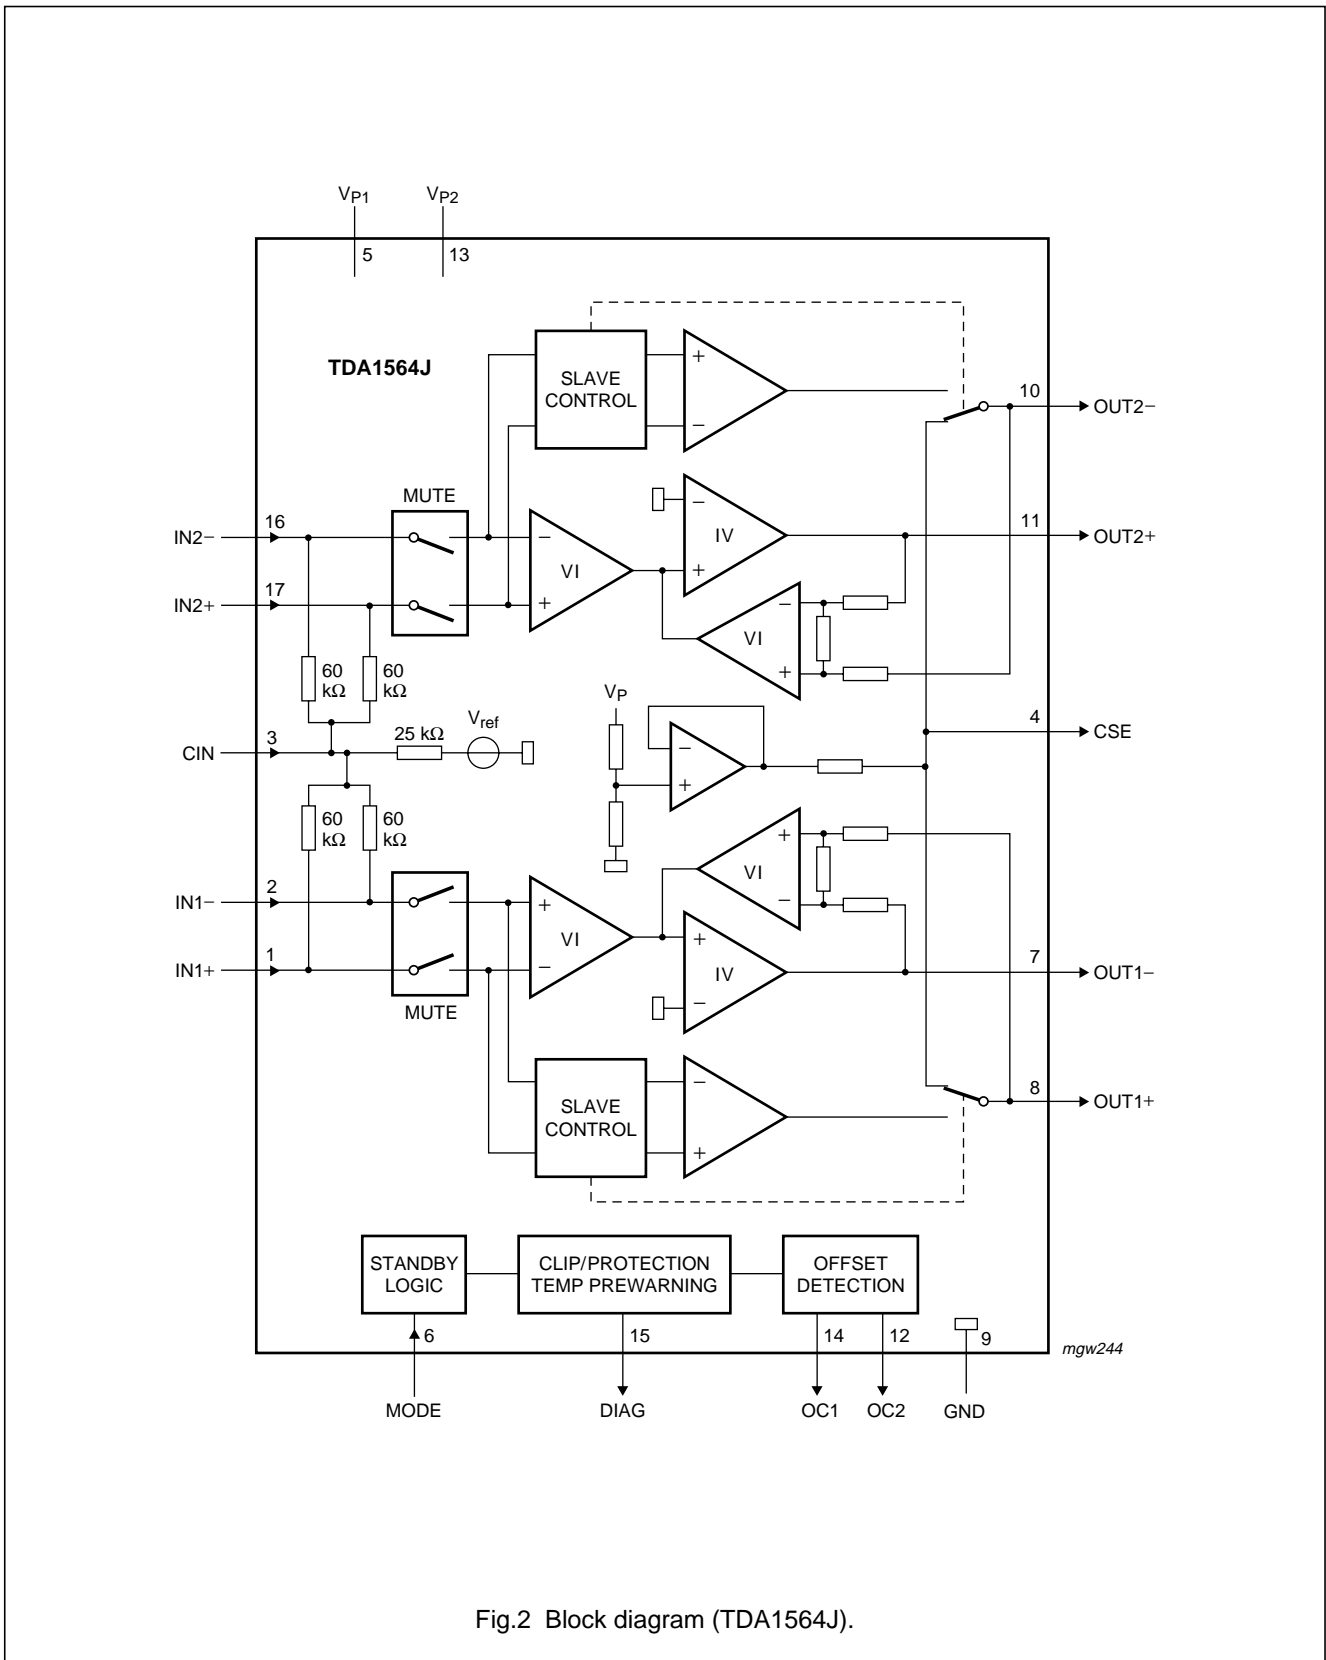 VP1 VP2
5 13
TDA1564J
SLAVE
CONTROL
+
−
10
OUT2−
MUTE
IN2−
16
−
VI
−
IV
11
OUT2+
IN2+
17
+
+
−
VI
+
60
kΩ
60
kΩ
VP
CIN
3
25 kΩ
Vref
−
+
4
CSE
60
kΩ
60
kΩ
+
VI
−
IN1−
2
+
VI
−
+
IV
−
7
OUT1−
IN1+
1
MUTE
SLAVE
CONTROL
−
+
8
OUT1+
STANDBY
LOGIC
CLIP/PROTECTION
TEMP PREWARNING
OFFSET
DETECTION
6 15 14 12 9
mgw244
MODE DIAG OC1 OC2 GND
Fig.2 Block diagram (TDA1564J).